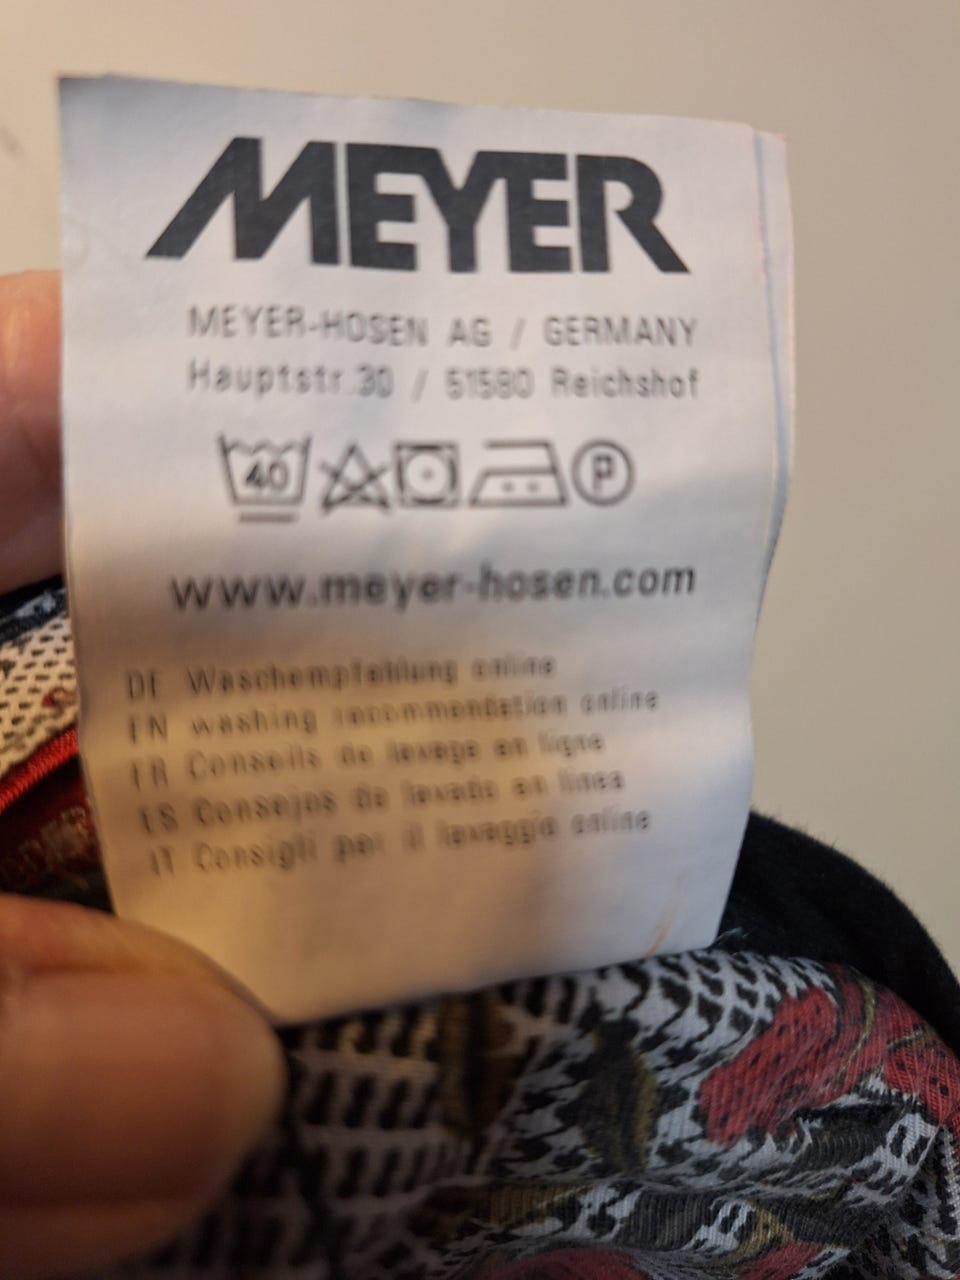 MEYER
MEYER-HOSEN AG / GERMANY
Hauptstr.30 / 51580 Reichshof
40 P
www.meyer-hosen.com
DE Waschempfehlung online
EN washing recommendation online
FR Conseils de lavage en ligne
ES Consejos de lavado en línea
IT Consigli per il lavaggio online